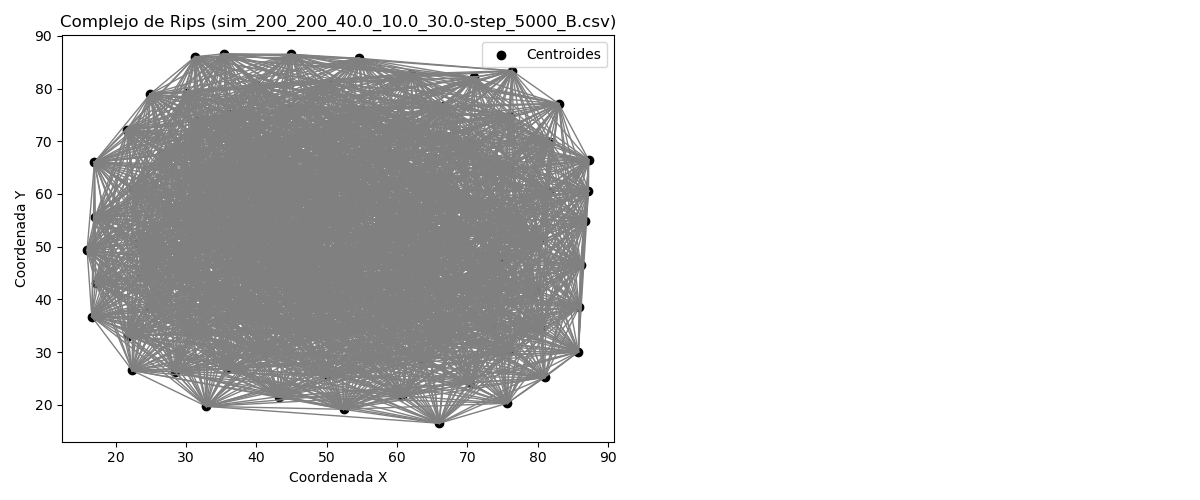 Complejo de Rips (sim_200_200_40.0_10.0_30.0-step_5000_B.csv)
Centroides
90
80
70
60
50
40
30
20
Coordenada Y
20 30 40 50 60 70 80 90
Coordenada X